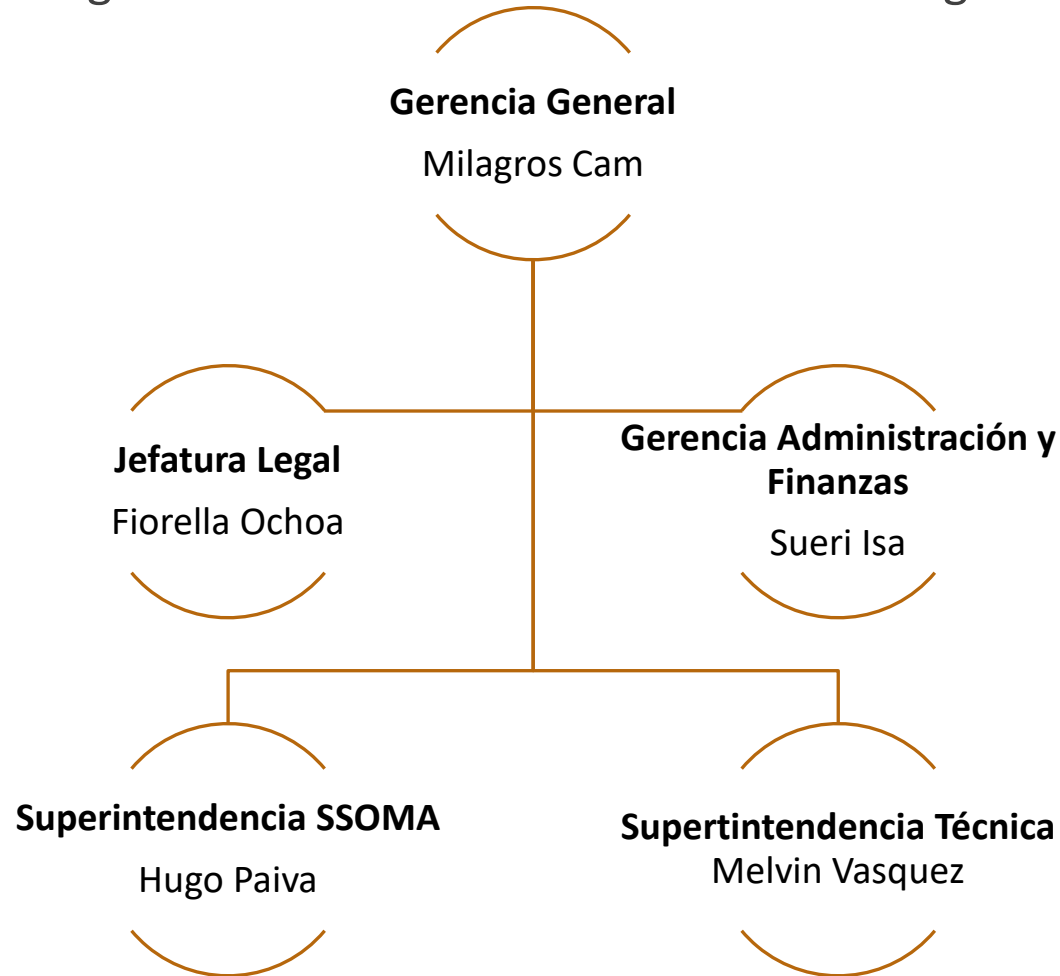 Gerencia General
Milagros Cam
Jefatura Legal
Fiorella Ochoa
Gerencia Administración y
Finanzas
Sueri Isa
Superintendencia SSOMA
Hugo Paiva
Supertintendencia Técnica
Melvin Vasquez